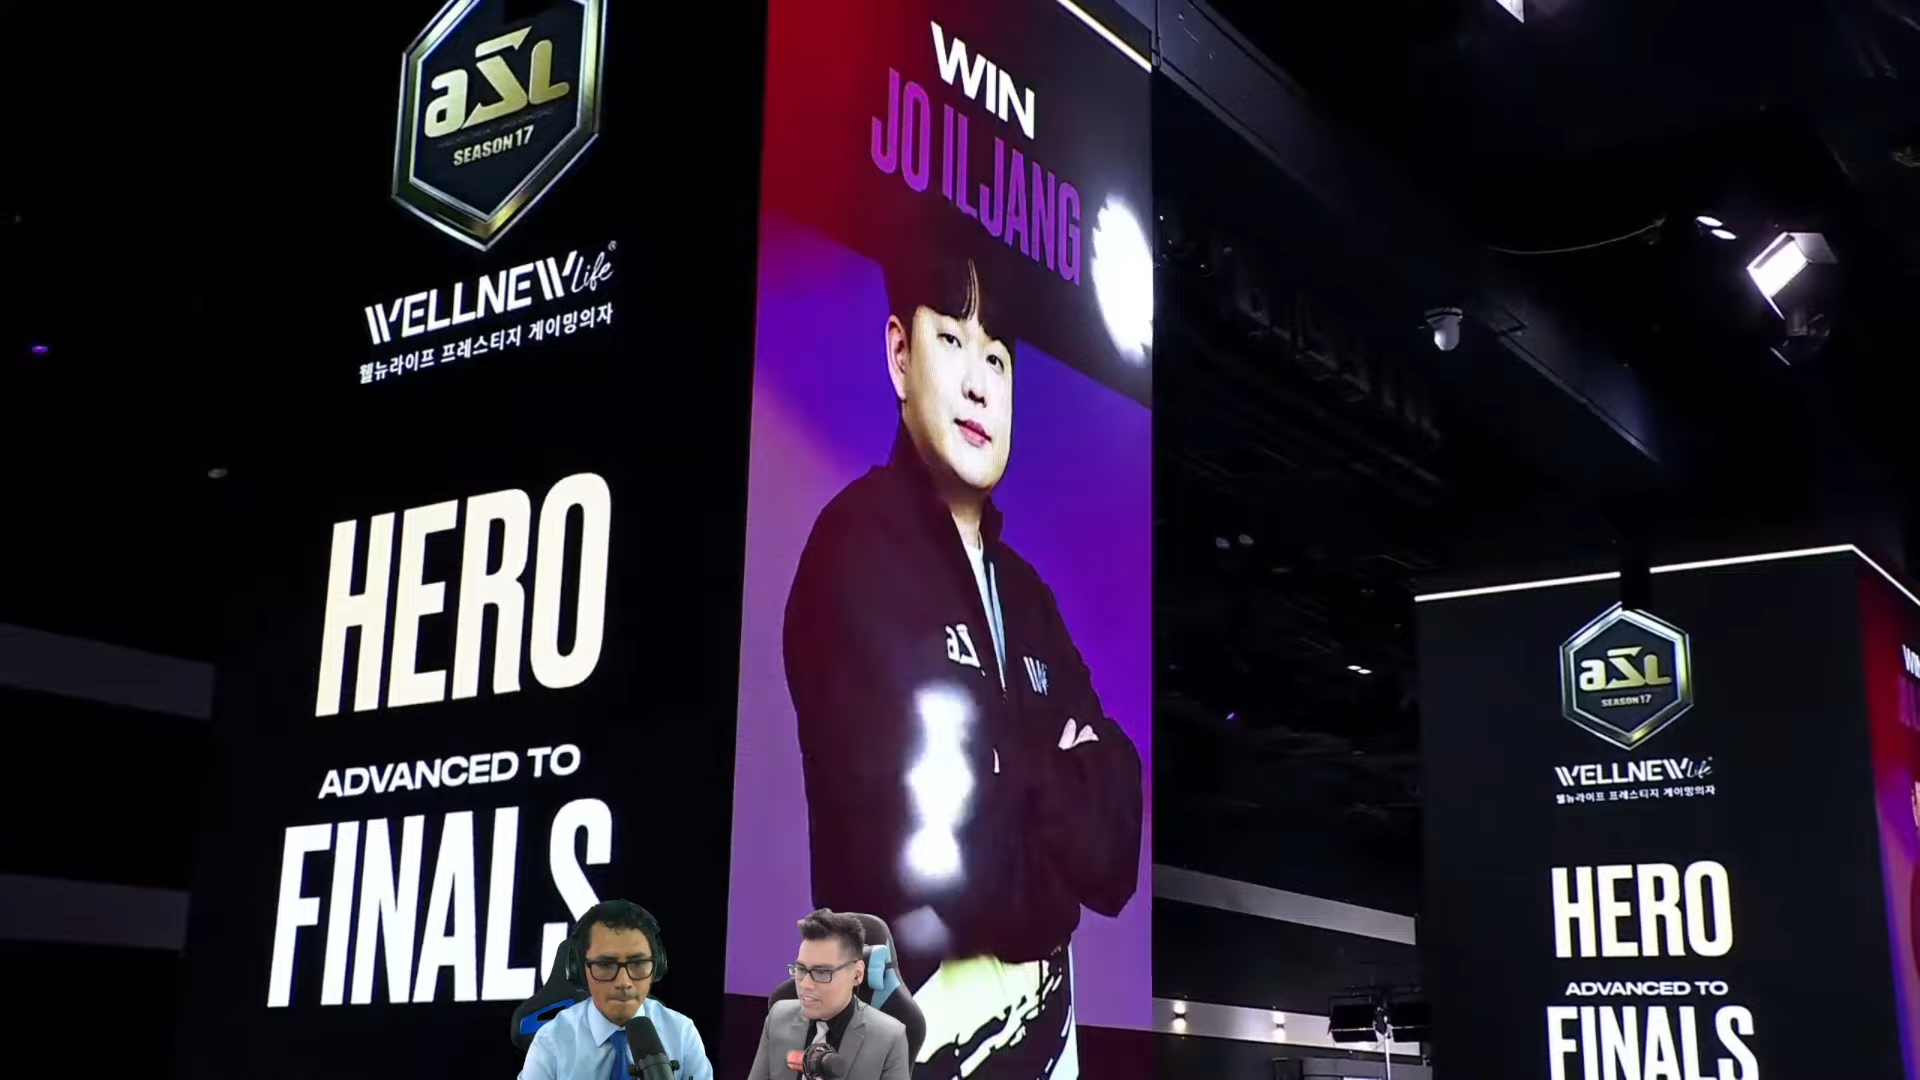 aSL
SEASON 17
WELLNEW Life®
웰뉴라이프 프레스티지 게이밍의자
HERO
ADVANCED TO
FINALS
WIN
JO ILJANG
aSL
aSL
SEASON 17
WELLNEW Life®
웰뉴라이프 프레스티지 게이밍의자
HERO
ADVANCED TO
FINALS